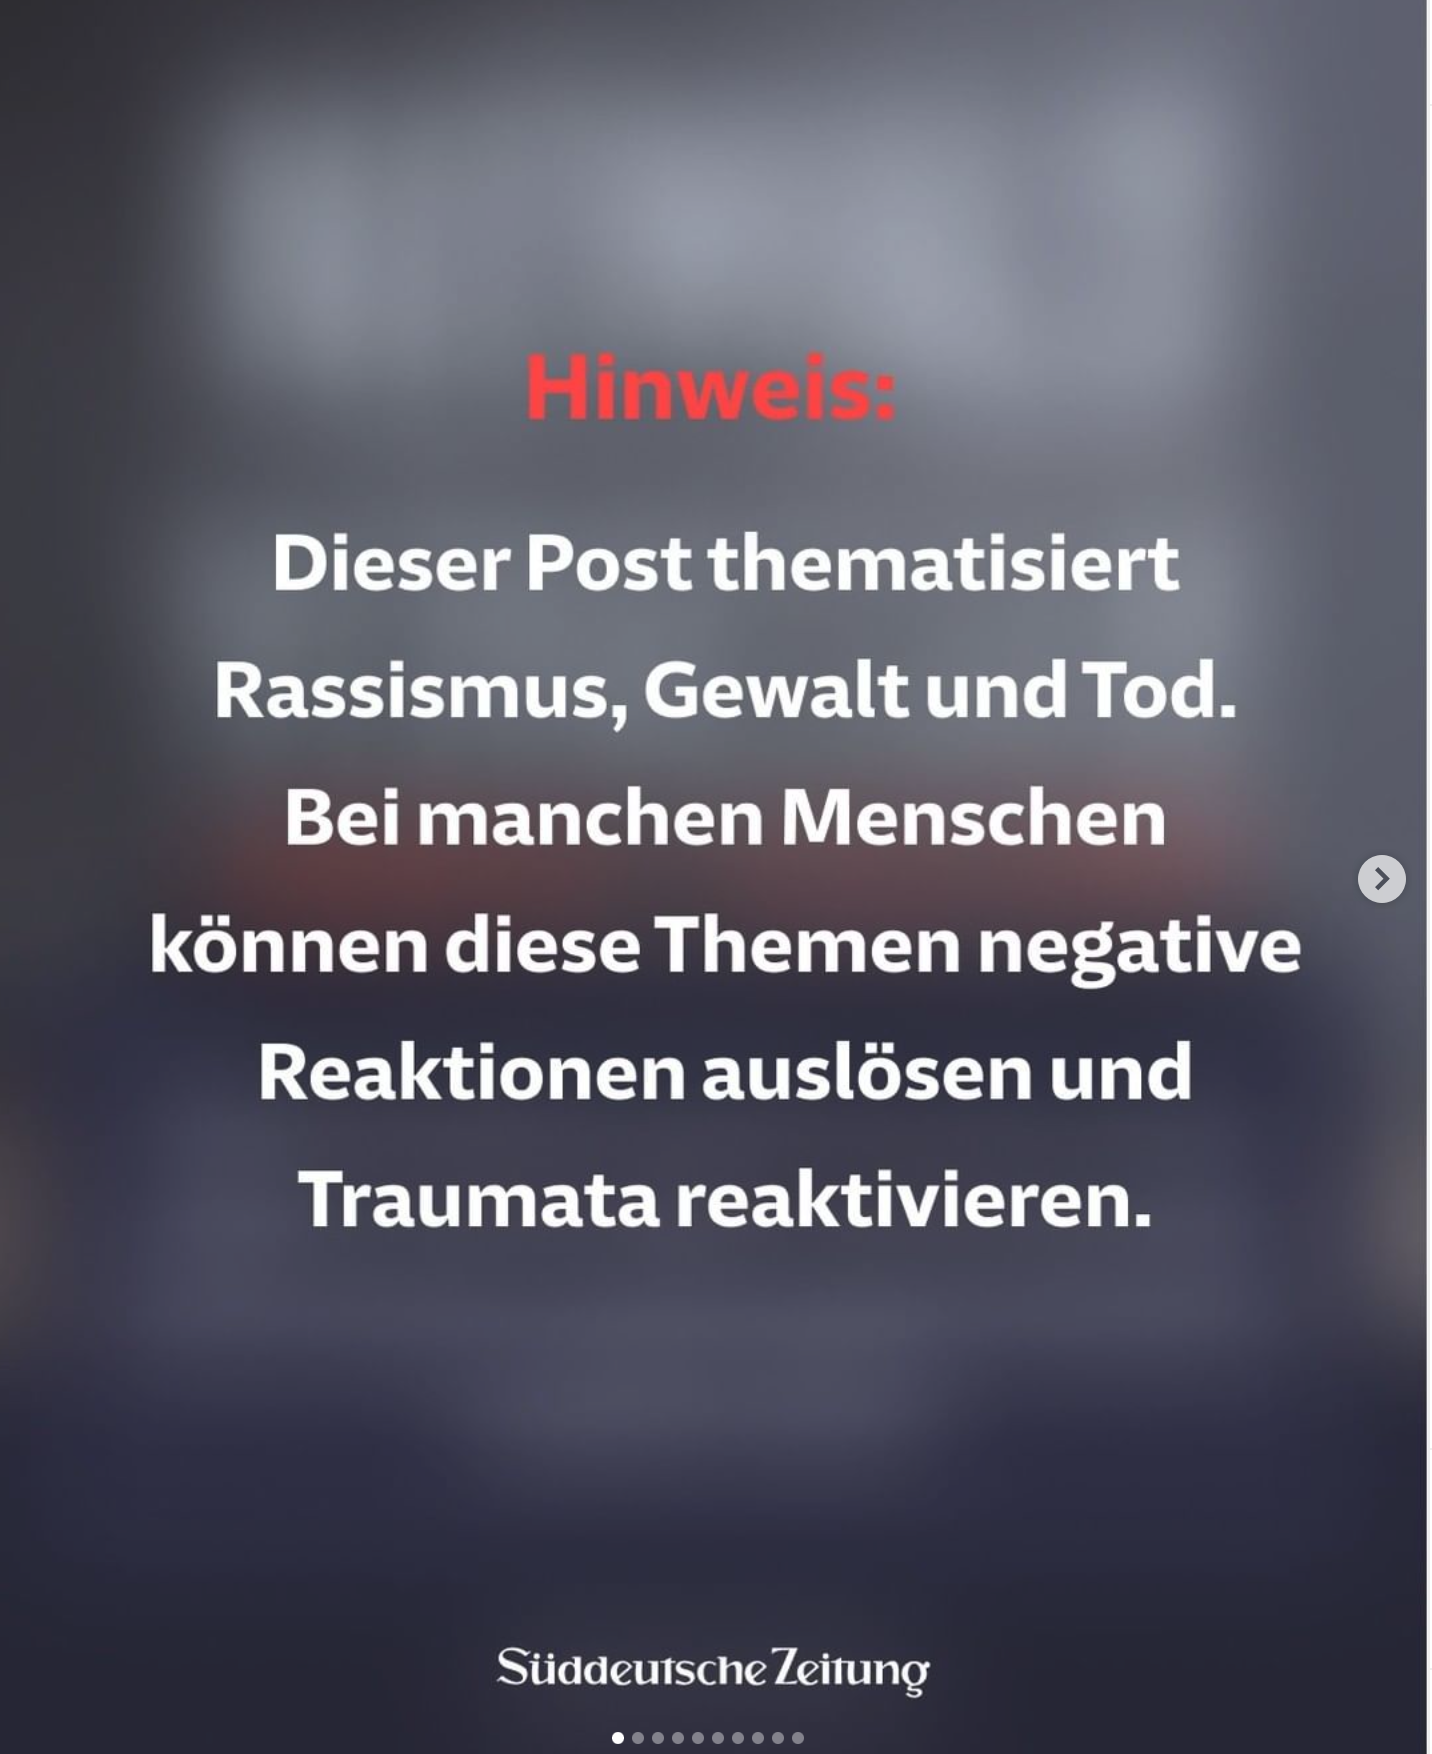 Hinweis:
Dieser Post thematisiert
Rassismus, Gewalt und Tod.
Bei manchen Menschen
können diese Themen negative
Reaktionen auslösen und
Traumata reaktivieren.
Süddeutsche Zeitung